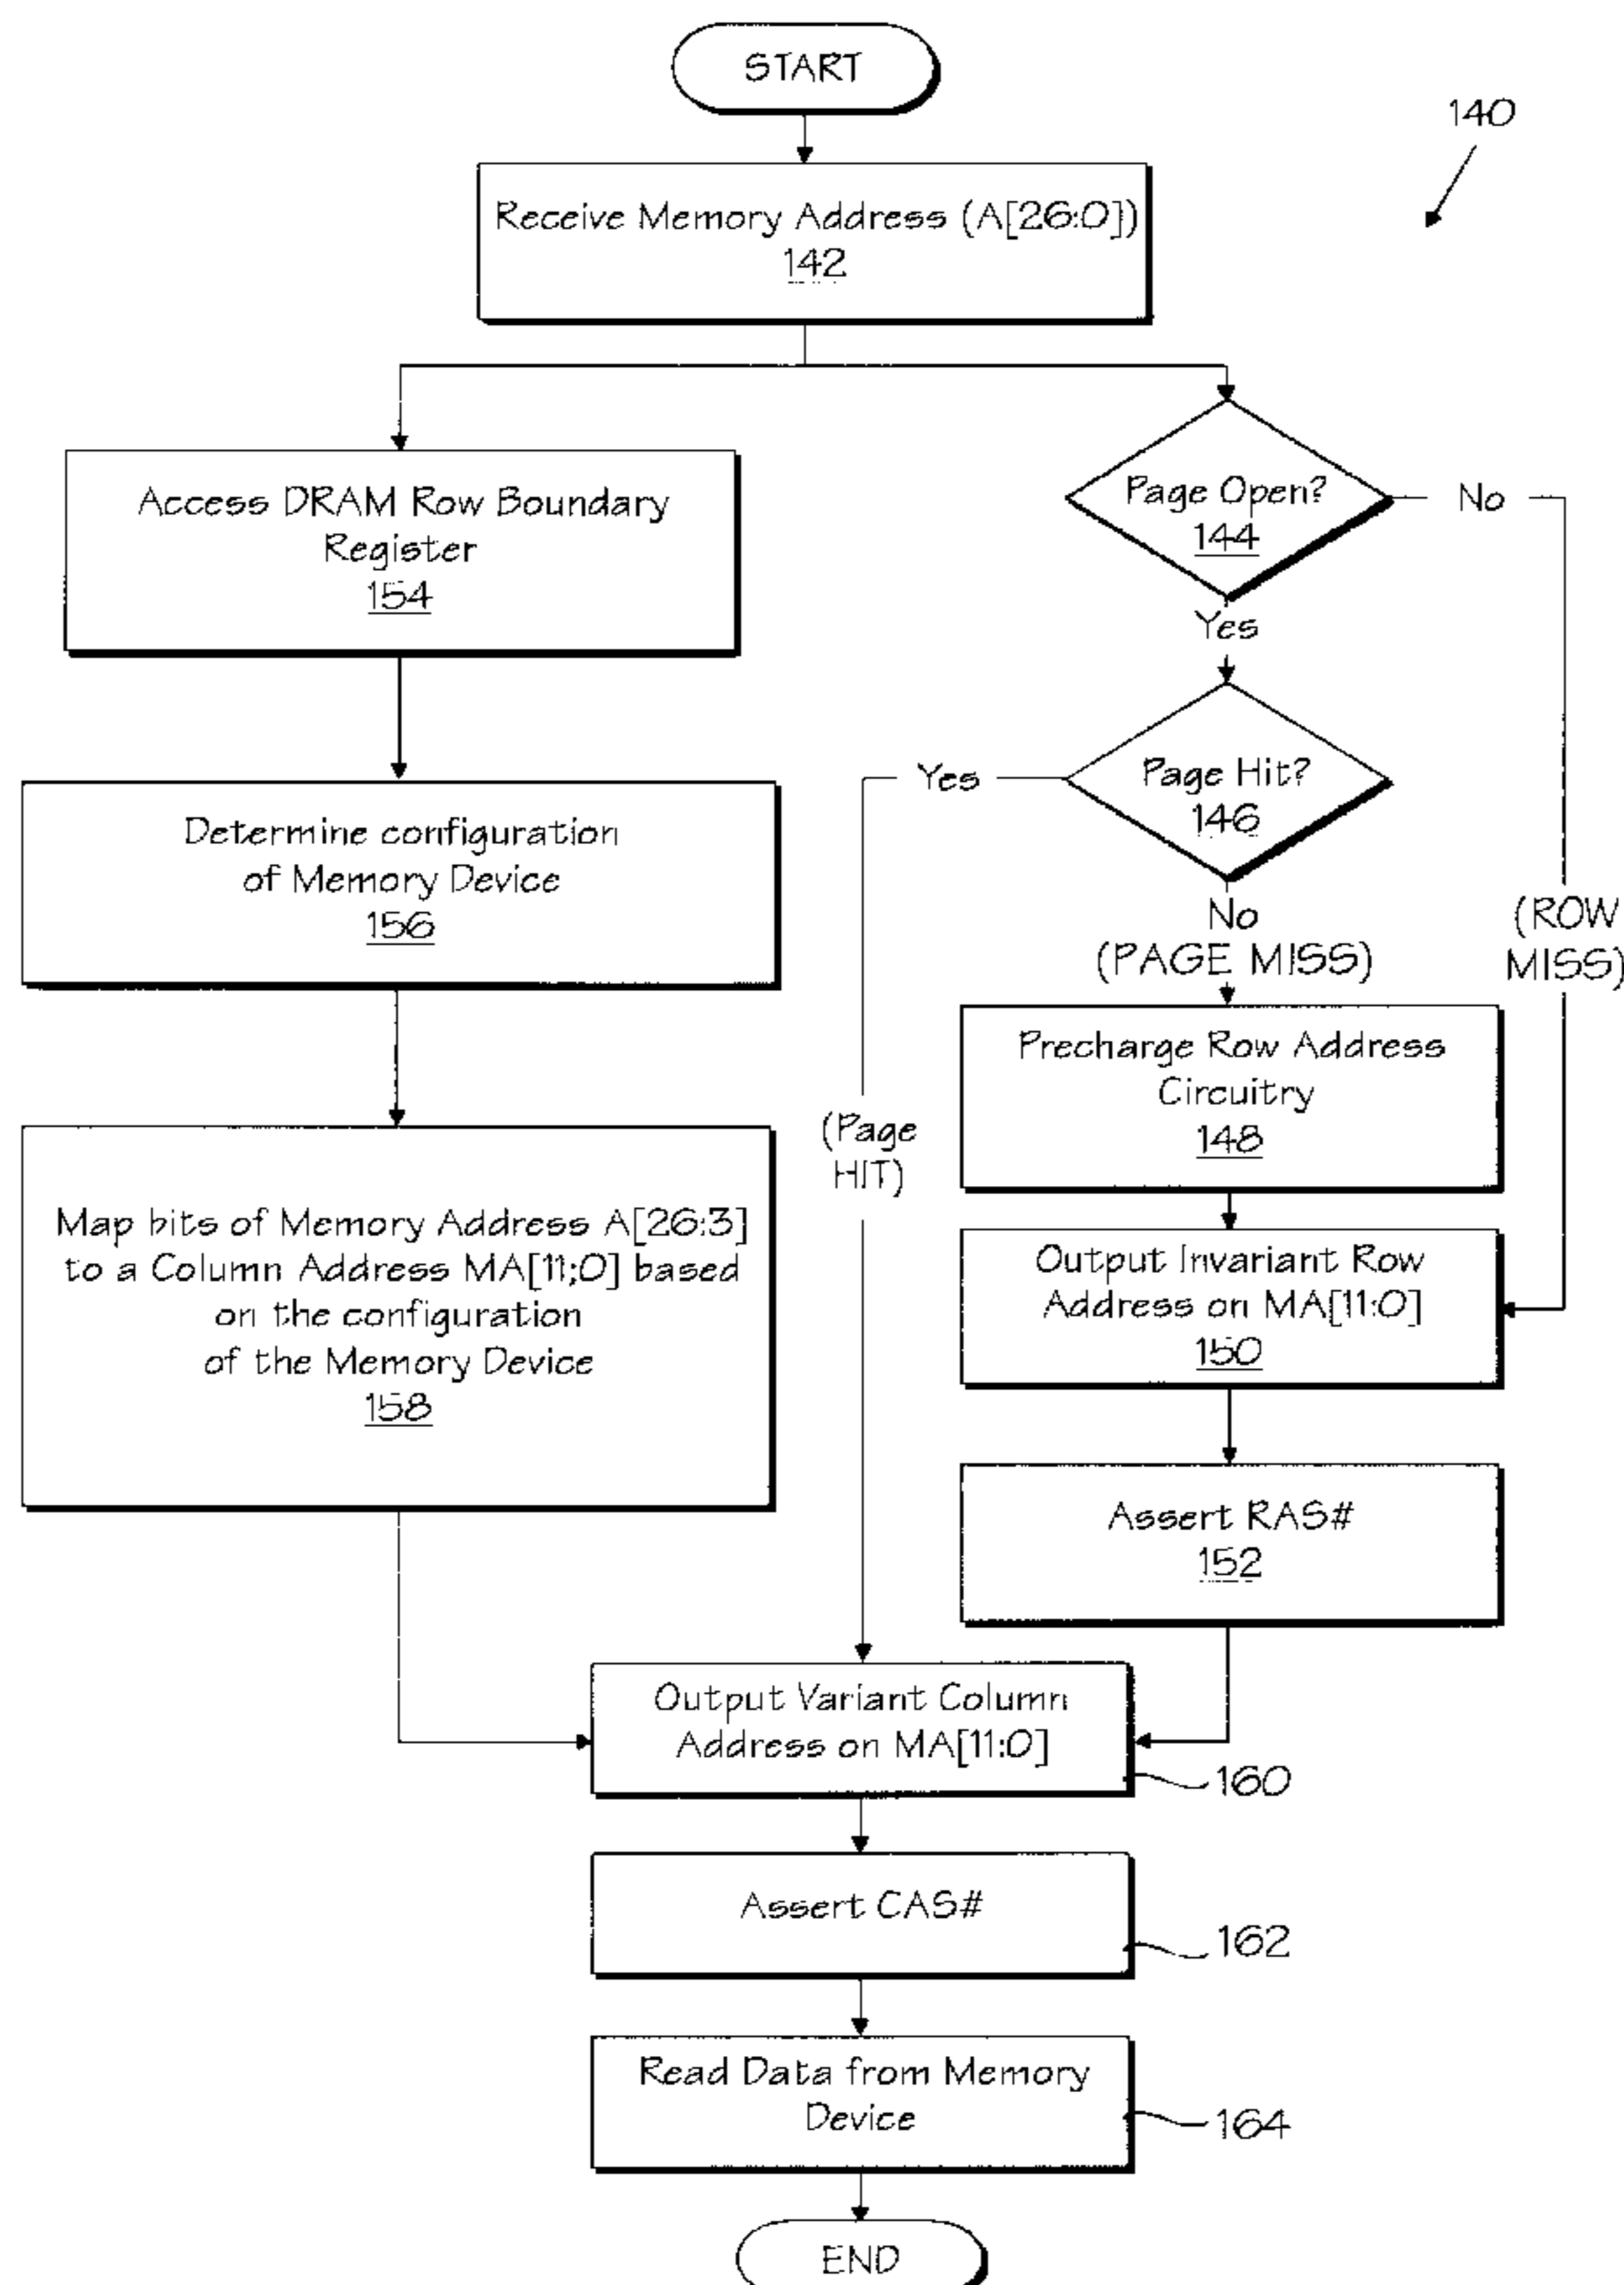 START
140
Receive Memory Address (A[26:0])
142
Access DRAM Row Boundary
Register
154
Page Open?
144
No
Yes
Determine configuration
of Memory Device
156
Page Hit?
146
Yes
No
(PAGE MISS)
(ROW
MISS)
Precharge Row Address
Circuitry
148
(Page
HIT)
Map bits of Memory Address A[26:3]
to a Column Address MA[11;0] based
on the configuration
of the Memory Device
158
Output Invariant Row
Address on MA[11:0]
150
Assert RAS#
152
Output Variant Column
Address on MA[11:0]
160
Assert CAS#
162
Read Data from Memory
Device
164
END